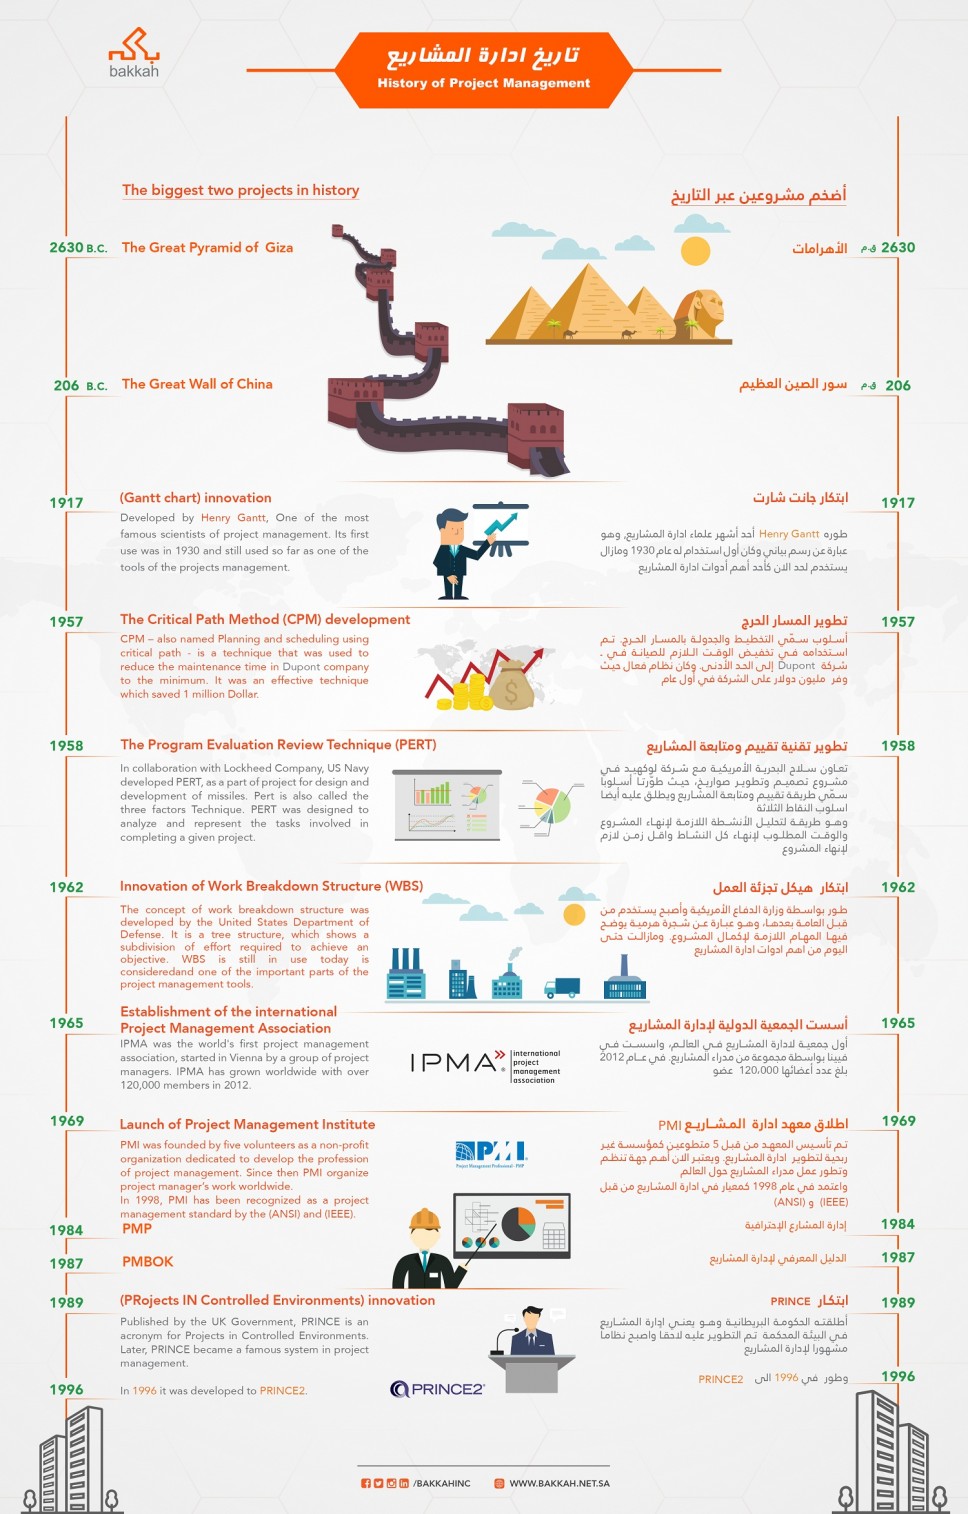 بكه
bakkah
تاريخ ادارة المشاريع
History of Project Management
The biggest two projects in history
أضخم مشروعين عبر التاريخ
2630 B.C.
The Great Pyramid of Giza
الأهرامات
2630 ق.م
206 B.C.
The Great Wall of China
سور الصين العظيم
206 ق.م
1917
(Gantt chart) innovation
Developed by Henry Gantt, One of the most
famous scientists of project management. Its first
use was in 1930 and still used so far as one of the
tools of the projects management.
ابتكار جانت شارت
1917
طوره Henry Gantt أحد أشهر علماء ادارة المشاريع, وهو
عبارة عن رسم بياني وكان أول استخدام له عام 1930 ومازال
يستخدم لحد الان كأحد أهم أدوات ادارة المشاريع
1957
The Critical Path Method (CPM) development
CPM – also named Planning and scheduling using
critical path - is a technique that was used to
reduce the maintenance time in Dupont company
to the minimum. It was an effective technique
which saved 1 million Dollar.
تطوير المسار الحرج
1957
أسلوب سمّي التخطيط والجدولة بالمسار الحرج. تم
استخدامه في تخفيض الوقت اللازم للصيانة في
شركة Dupont إلى الحد الأدنى. وكان نظام فعال حيث
وفر مليون دولار على الشركة في أول عام
1958
The Program Evaluation Review Technique (PERT)
In collaboration with Lockheed Company, US Navy
developed PERT, as a part of project for design and
development of missiles. Pert is also called the
three factors Technique. PERT was designed to
analyze and represent the tasks involved in
completing a given project.
تطوير تقنية تقييم ومتابعة المشاريع
1958
تعاون سلاح البحرية الأمريكية مع شركة لوكهيد في
مشروع تصميم وتطوير صواريخ، حيث طوّرتا أسلوبا
سمّي طريقة تقييم ومتابعة المشاريع ويطلق عليه أيضا
اسلوب النقاط الثلاثة
وهو طريقة لتحليل الأنشطة اللازمة لإنهاء المشروع
والوقت المطلوب لإنهاء كل النشاط واقل زمن لازم
لإنهاء المشروع
1962
Innovation of Work Breakdown Structure (WBS)
The concept of work breakdown structure was
developed by the United States Department of
Defense. It is a tree structure, which shows a
subdivision of effort required to achieve an
objective. WBS is still in use today is
consideredand one of the important parts of the
project management tools.
ابتكار هيكل تجزئة العمل
1962
طور بواسطة وزارة الدفاع الأمريكية وأصبح يستخدم من
قبل العامة بعدها، وهو عبارة عن شجرة هرمية يوضح
فيها المهام اللازمة لإكمال المشروع. ومازالت حتى
اليوم من اهم ادوات ادارة المشاريع
1965
Establishment of the international
Project Management Association
IPMA was the world's first project management
association, started in Vienna by a group of project
managers. IPMA has grown worldwide with over
120,000 members in 2012.
IPMA
international
project
management
association
أسست الجمعية الدولية لإدارة المشاريع
1965
أول جمعية لادارة المشاريع في العالم، واسست في
فيينا بواسطة مجموعة من مدراء المشاريع. في عام 2012
بلغ عدد أعضائها 120,000 عضو
1969
Launch of Project Management Institute
PMI was founded by five volunteers as a non-profit
organization dedicated to develop the profession
of project management. Since then PMI organize
project manager's work worldwide.
In 1998, PMI has been recognized as a project
management standard by the (ANSI) and (IEEE).
PMI
Project Management Professional - PMP
اطلاق معهد ادارة المشاريع PMI
1969
تم تأسيس المعهد من قبل 5 متطوعين كمؤسسة غير
ربحية لتطوير ادارة المشاريع. ويعتبر الان أهم جهة تنظم
وتطور عمل مدراء المشاريع حول العالم
واعتمد في عام 1998 كمعيار في ادارة المشاريع من قبل
(IEEE) و (ANSI)
1984
PMP
إدارة المشارع الإحترافية
1984
1987
PMBOK
الدليل المعرفي لإدارة المشاريع
1987
1989
(PRojects IN Controlled Environments) innovation
Published by the UK Government, PRINCE is an
acronym for Projects in Controlled Environments.
Later, PRINCE became a famous system in project
management.
ابتكار PRINCE
1989
أطلقته الحكومة البريطانية وهو يعني ادارة المشاريع
في البيئة المحكمة تم التطوير عليه لاحقا واصبح نظاما
مشهورا لإدارة المشاريع
1996
In 1996 it was developed to PRINCE2.
PRINCE2
وطور في 1996 الى PRINCE2
1996
/BAKKAHINC
WWW.BAKKAH.NET.SA